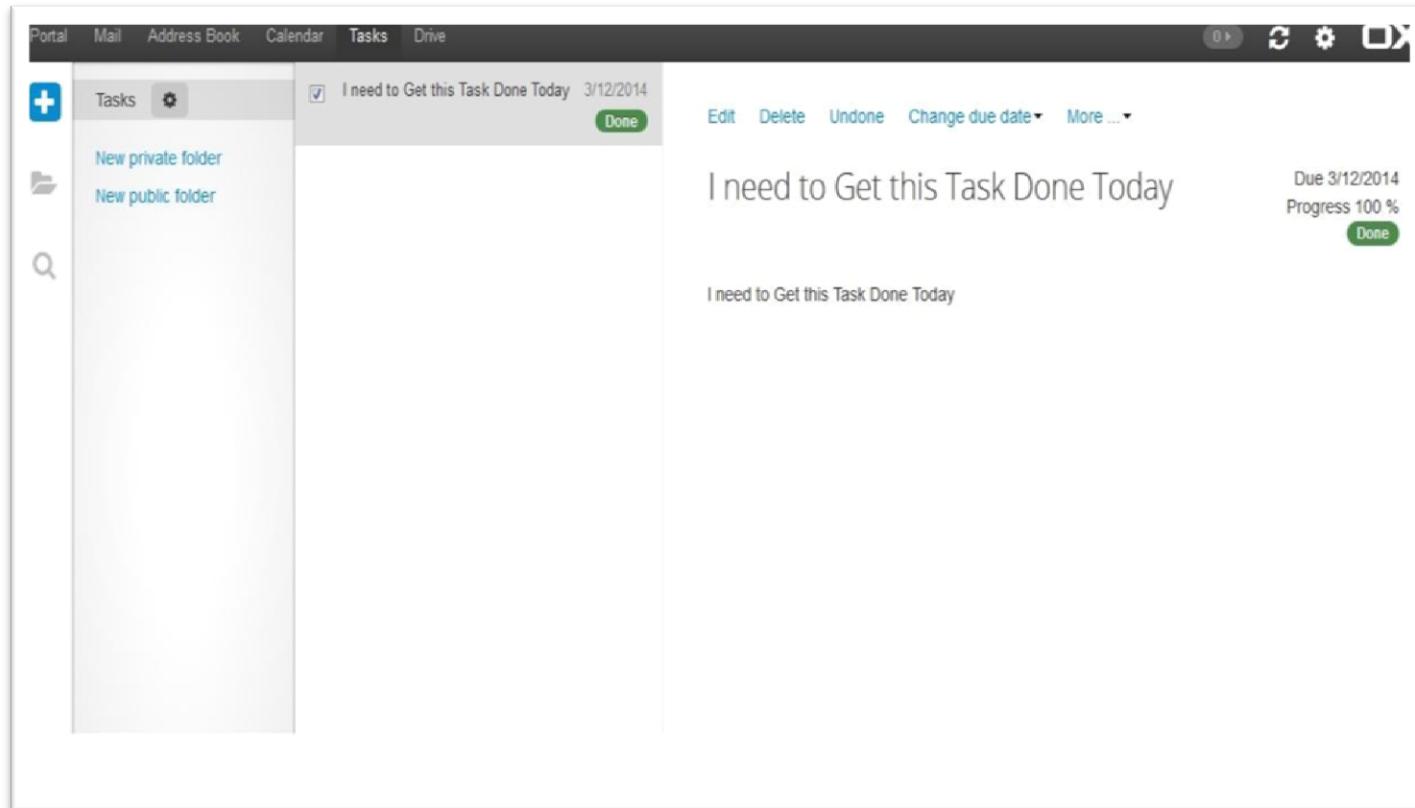 Portal Mail Address Book Calendar Tasks Drive 0 OX
Tasks
New private folder
New public folder
I need to Get this Task Done Today 3/12/2014
Done
Edit Delete Undone Change due date More ...
I need to Get this Task Done Today
Due 3/12/2014
Progress 100 %
Done
I need to Get this Task Done Today